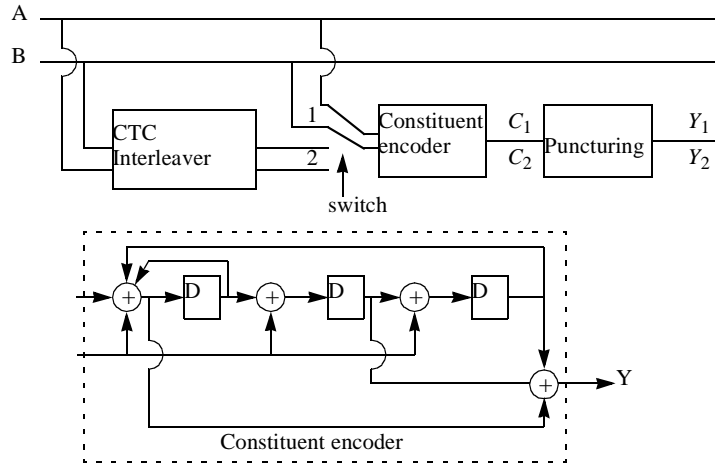 A
B
CTC
Interleaver
1
2
switch
Constituent
encoder
C1
C2
Puncturing
Y1
Y2
+
D
+
D
+
D
+
Y
Constituent encoder